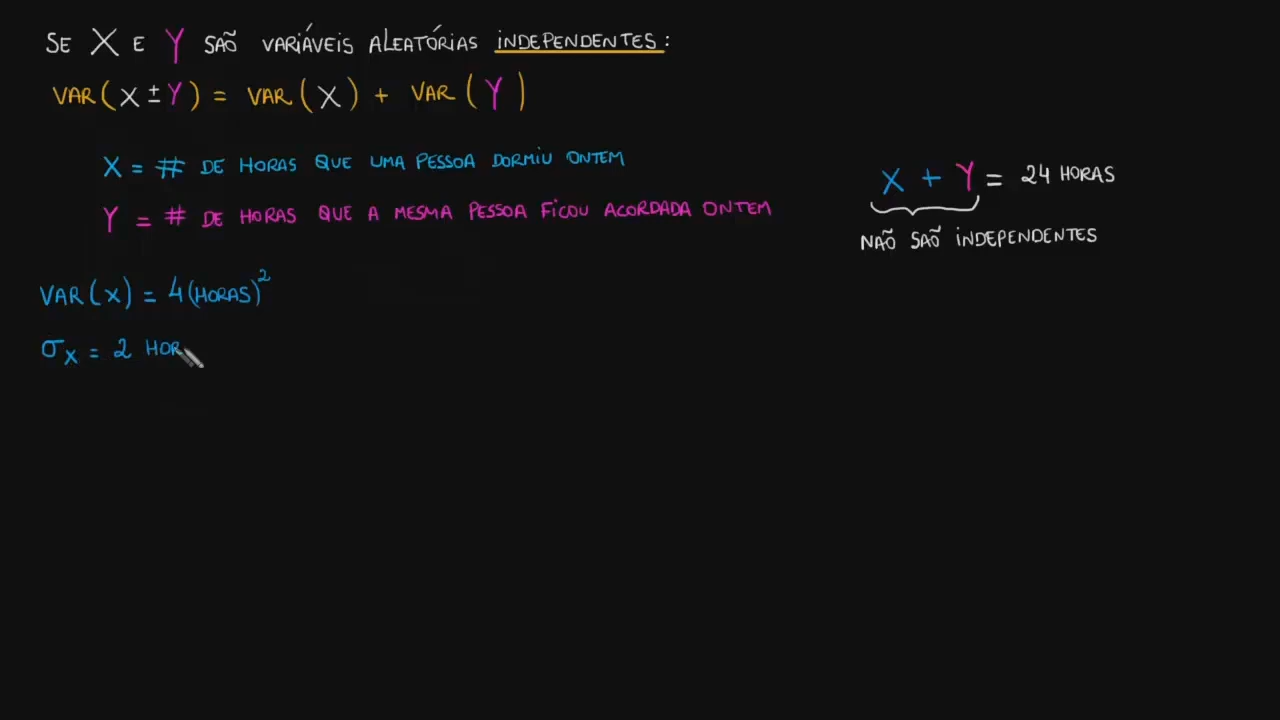 SE X E Y SÃO VARIÁVEIS ALEATÓRIAS INDEPENDENTES:
VAR(X ± Y) = VAR(X) + VAR(Y)
X = # DE HORAS QUE UMA PESSOA DORMIU ONTEM
Y = # DE HORAS QUE A MESMA PESSOA FICOU ACORDADA ONTEM
X + Y = 24 HORAS
NÃO SÃO INDEPENDENTES
VAR(X) = 4(HORAS)²
σx = 2 HOR